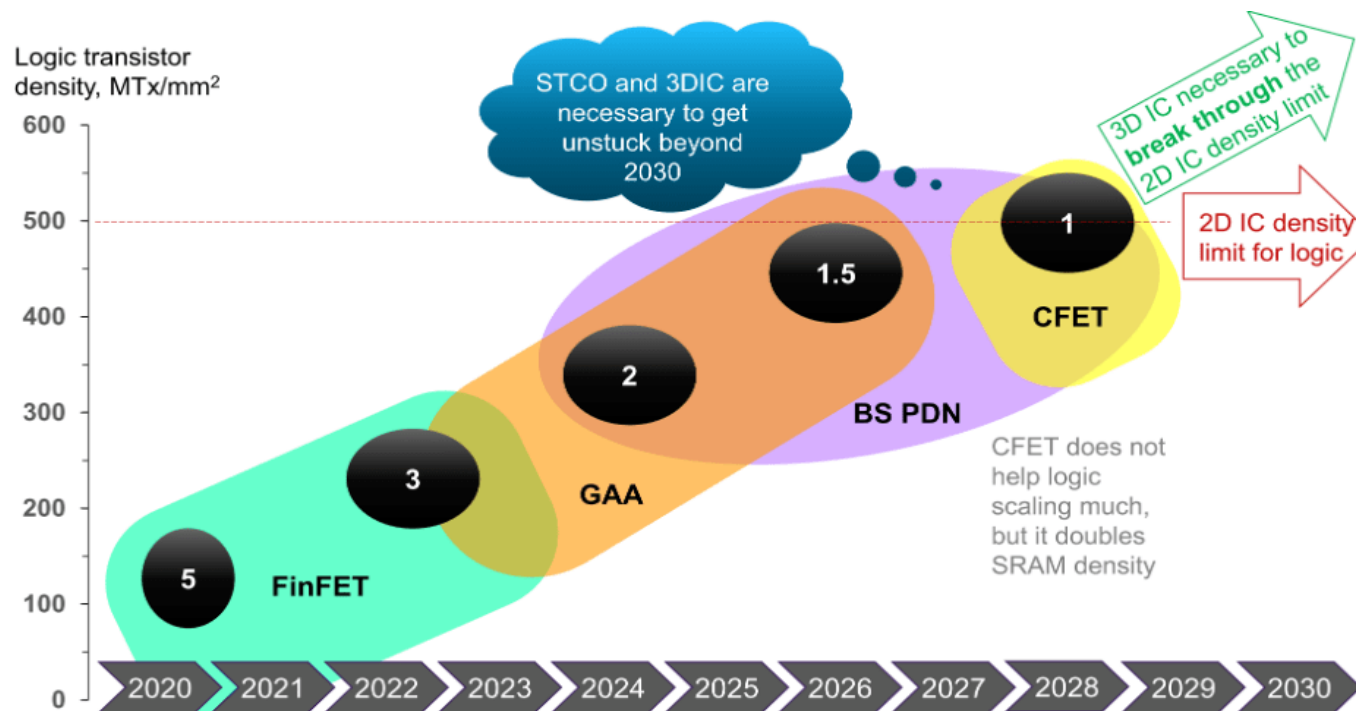 Logic transistor
density, MTx/mm²
600
500
400
300
200
100
0
STCO and 3DIC are
necessary to get
unstuck beyond
2030
3D IC necessary to
break through the
2D IC density limit
2D IC density
limit for logic
1
1.5
2
3
5
CFET
BS PDN
GAA
FinFET
CFET does not
help logic
scaling much,
but it doubles
SRAM density
2020 2021 2022 2023 2024 2025 2026 2027 2028 2029 2030